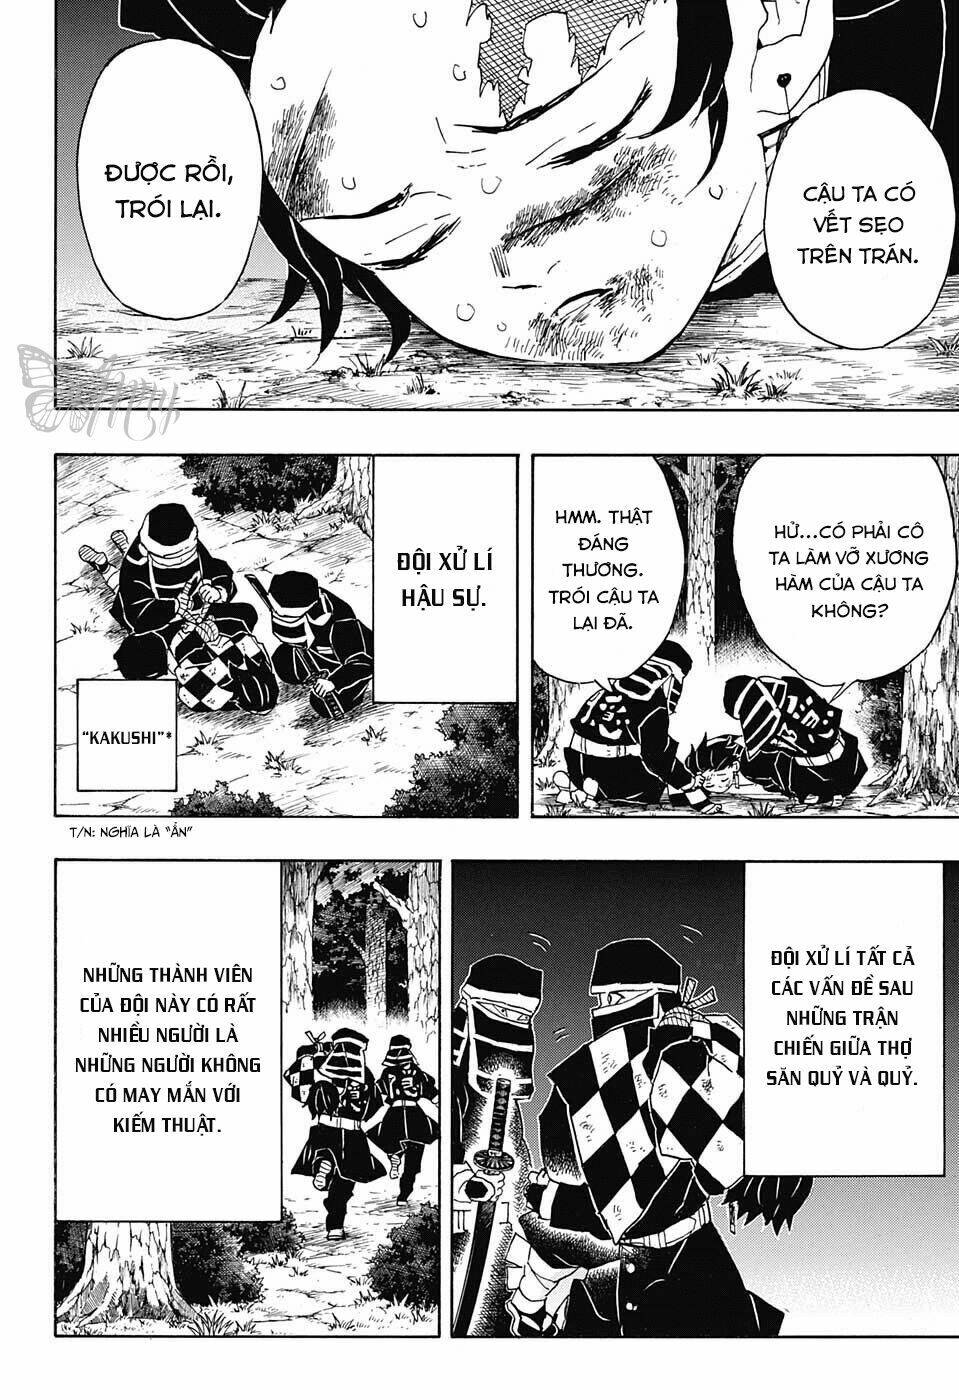 CẬU TA CÓ
VẾT SẸO
TRÊN TRÁN.
ĐƯỢC RỒI,
TRÓI LẠI.
HỬ...CÓ PHẢI CÔ
TA LÀM VỠ XƯƠNG
HÀM CỦA CẬU TA
KHÔNG?
HMM. THẬT
ĐÁNG
THƯƠNG.
TRÓI CẬU TA
LẠI ĐÃ.
ĐỘI XỬ LÍ
HẬU SỰ.
“KAKUSHI”*
T/N: NGHĨA LÀ “ẨN”
ĐỘI XỬ LÍ TẤT CẢ
CÁC VẤN ĐỀ SAU
NHỮNG TRẬN
CHIẾN GIỮA THỢ
SĂN QUỶ VÀ QUỶ.
NHỮNG THÀNH VIÊN
CỦA ĐỘI NÀY CÓ RẤT
NHIỀU NGƯỜI LÀ
NHỮNG NGƯỜI KHÔNG
CÓ MAY MẮN VỚI
KIẾM THUẬT.